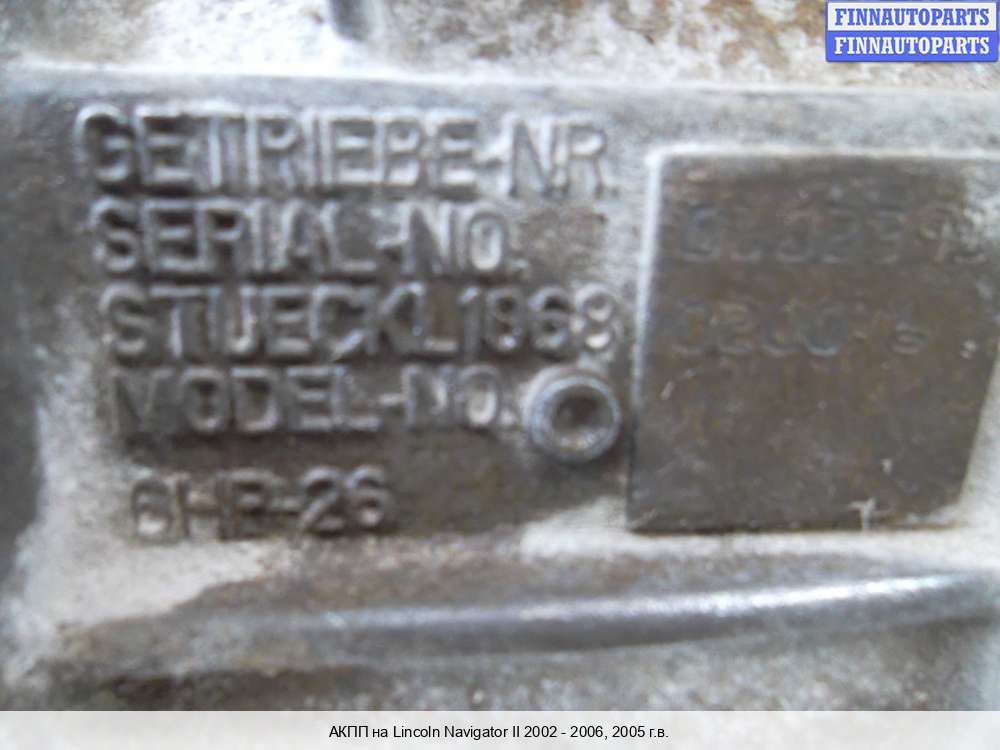 FINNAUTOPARTS
FINNAUTOPARTS
GETRIEBE-NR.
SERIAL-NO.
STUECKL 1968
MODEL-NO.
6HP-26
АКПП на Lincoln Navigator II 2002 - 2006, 2005 г.в.